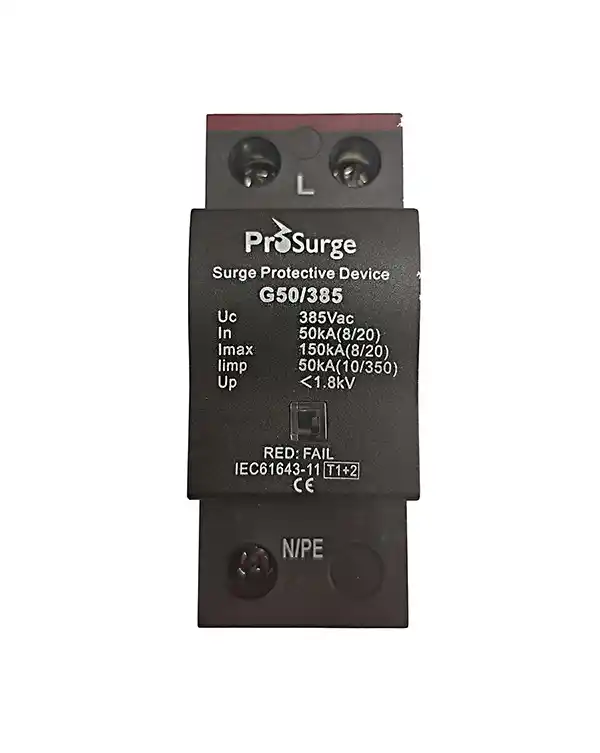 L
ProSurge
Surge Protective Device
G50/385
Uc 385Vac
In 50kA(8/20)
Imax 150kA(8/20)
Iimp 50kA(10/350)
Up <1.8kV
RED: FAIL
IEC61643-11 T1+2
CE
N/PE